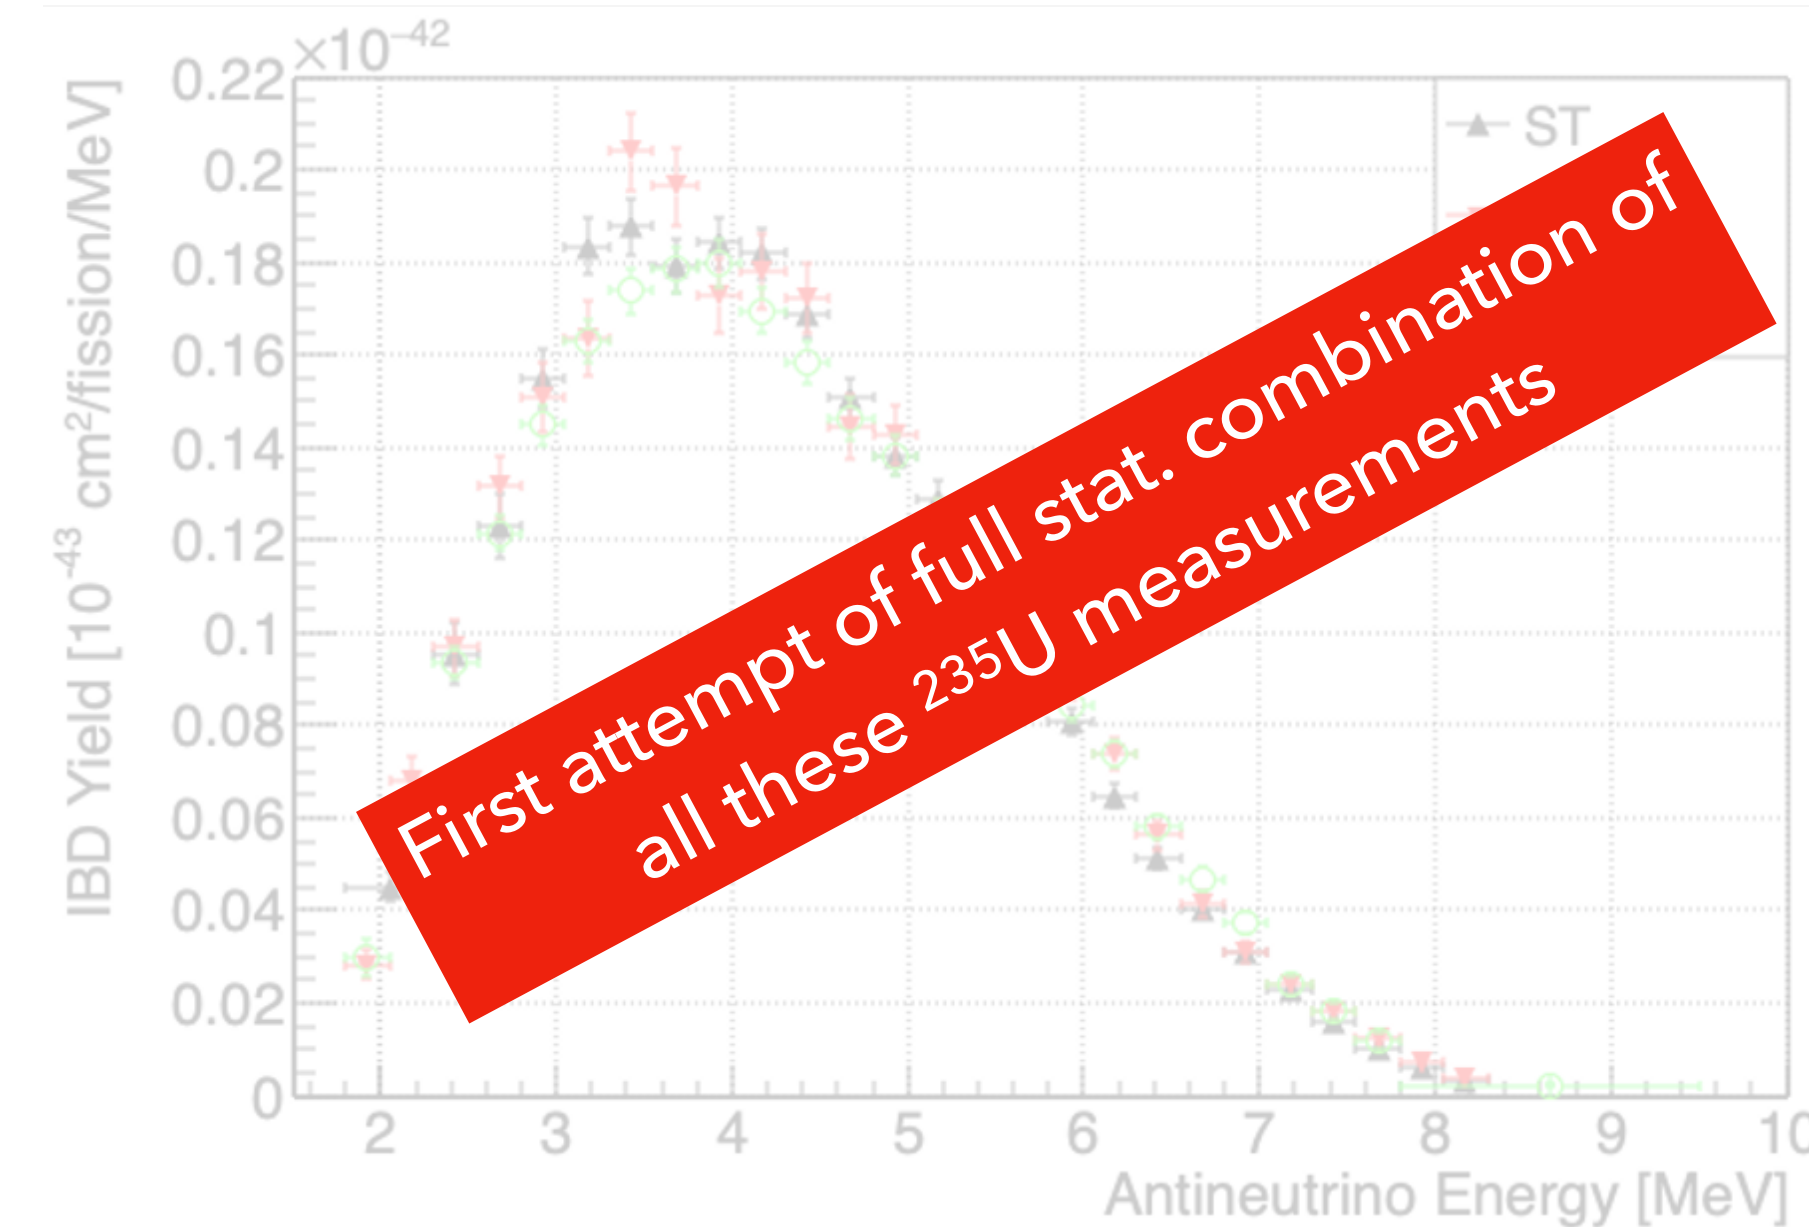 ×10⁻⁴²
IBD Yield [10⁻⁴³ cm²/fission/MeV]
0.22
0.2
0.18
0.16
0.14
0.12
0.1
0.08
0.06
0.04
0.02
0
ST
First attempt of full stat. combination of
all these ²³⁵U measurements
2 3 4 5 6 7 8 9 10
Antineutrino Energy [MeV]